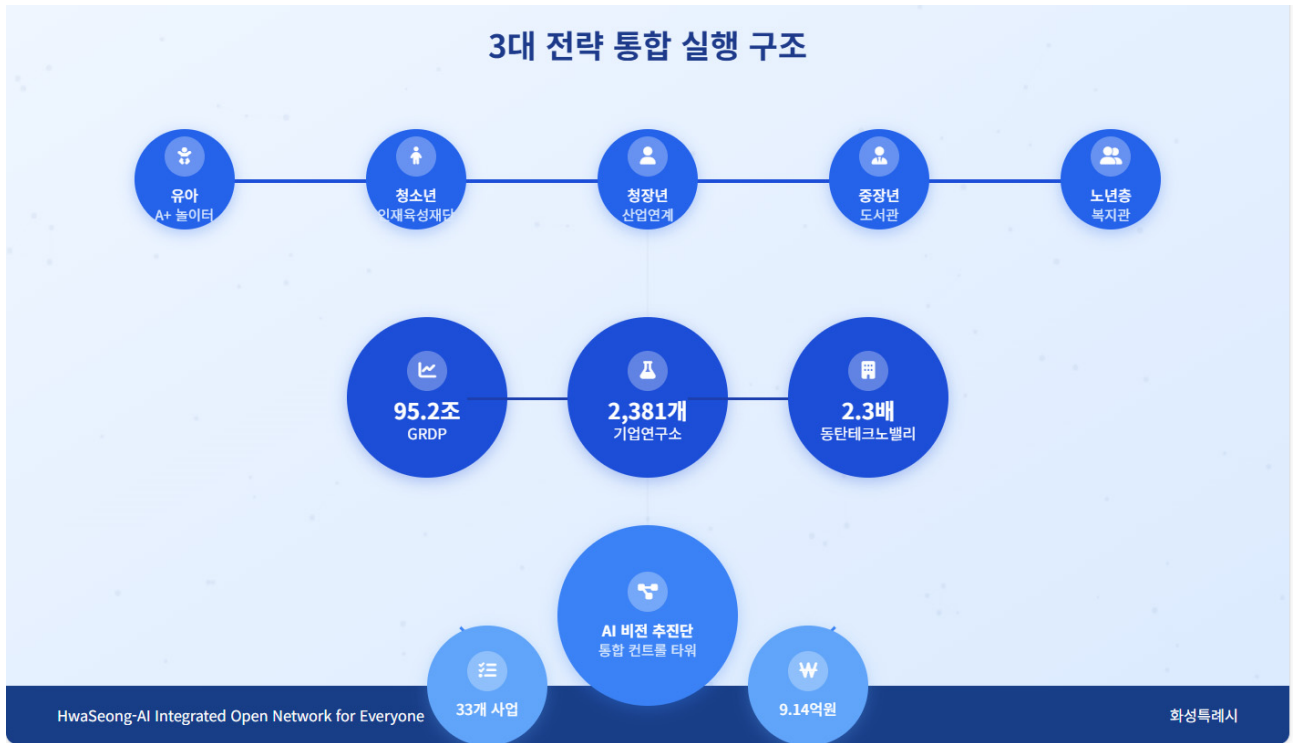 3대 전략 통합 실행 구조
유아
A+ 놀이터
청소년
인재육성재단
청장년
산업연계
중장년
도서관
노년층
복지관
95.2조
GRDP
2,381개
기업연구소
2.3배
동탄테크노밸리
AI 비전 추진단
통합 컨트롤 타워
33개 사업
9.14억원
HwaSeong-AI Integrated Open Network for Everyone
화성특례시